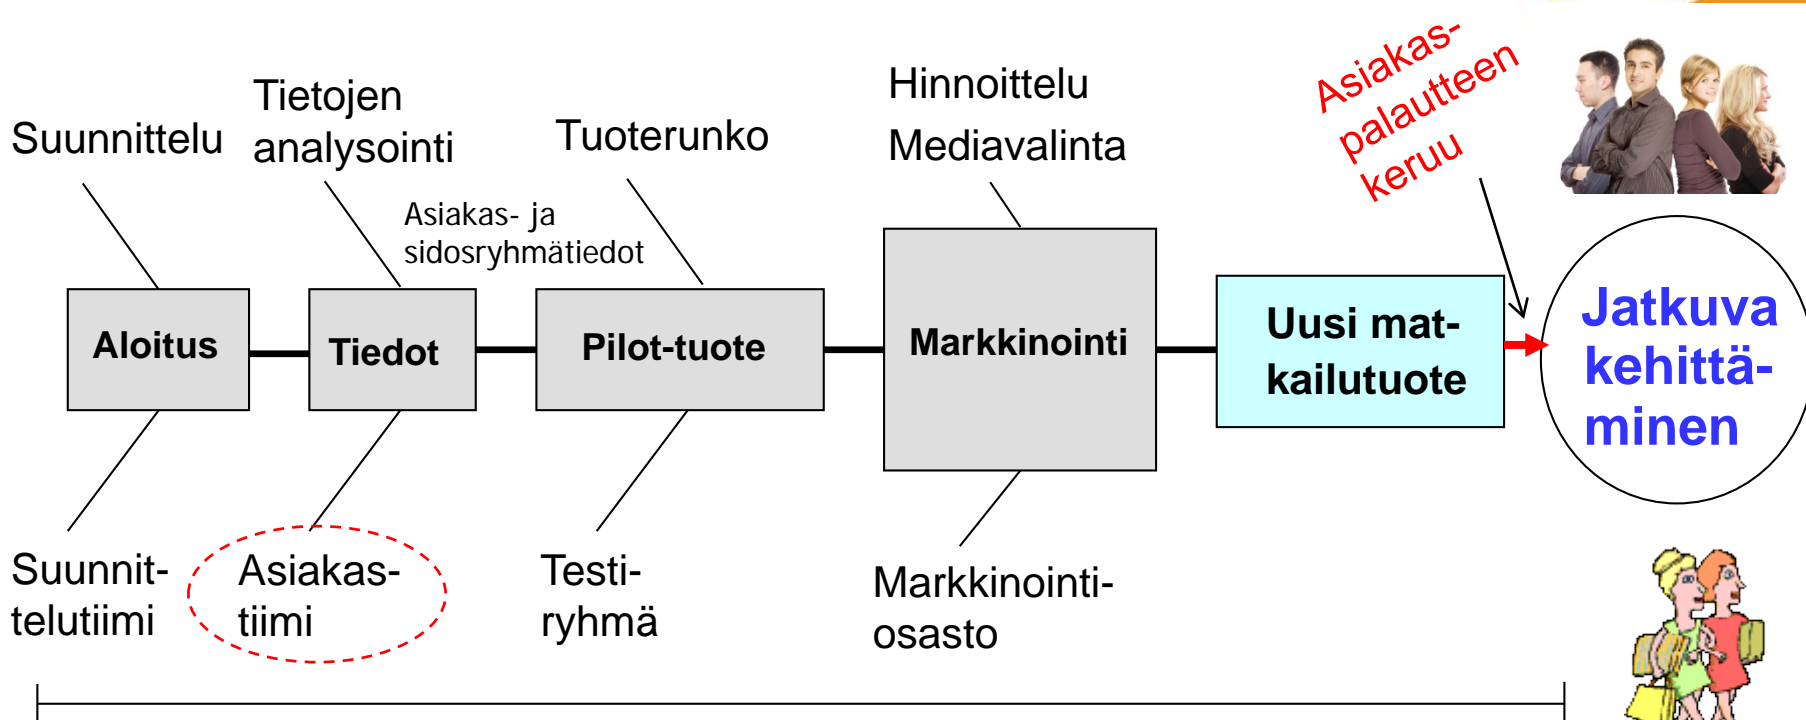 Suunnittelu
Tietojen
analysointi
Asiakas- ja
sidosryhmätiedot
Tuoterunko
Hinnoittelu
Mediavalinta
Asiakas-
palautteen
keruu
Aloitus
Tiedot
Pilot-tuote
Markkinointi
Uusi mat-
kailutuote
Jatkuva
kehittä-
minen
Suunnit-
telutiimi
Asiakas-
tiimi
Testi-
ryhmä
Markkinointi-
osasto